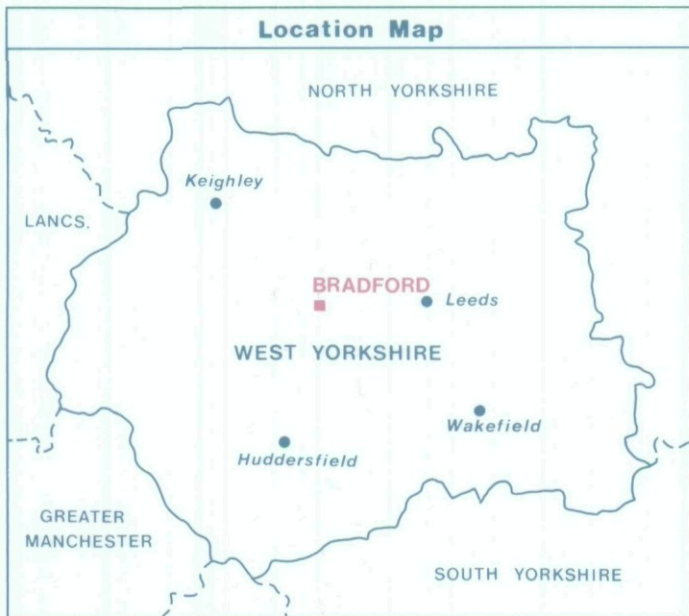 Location Map
NORTH YORKSHIRE
Keighley
LANCS.
BRADFORD
Leeds
WEST YORKSHIRE
Wakefield
Huddersfield
GREATER
MANCHESTER
SOUTH YORKSHIRE